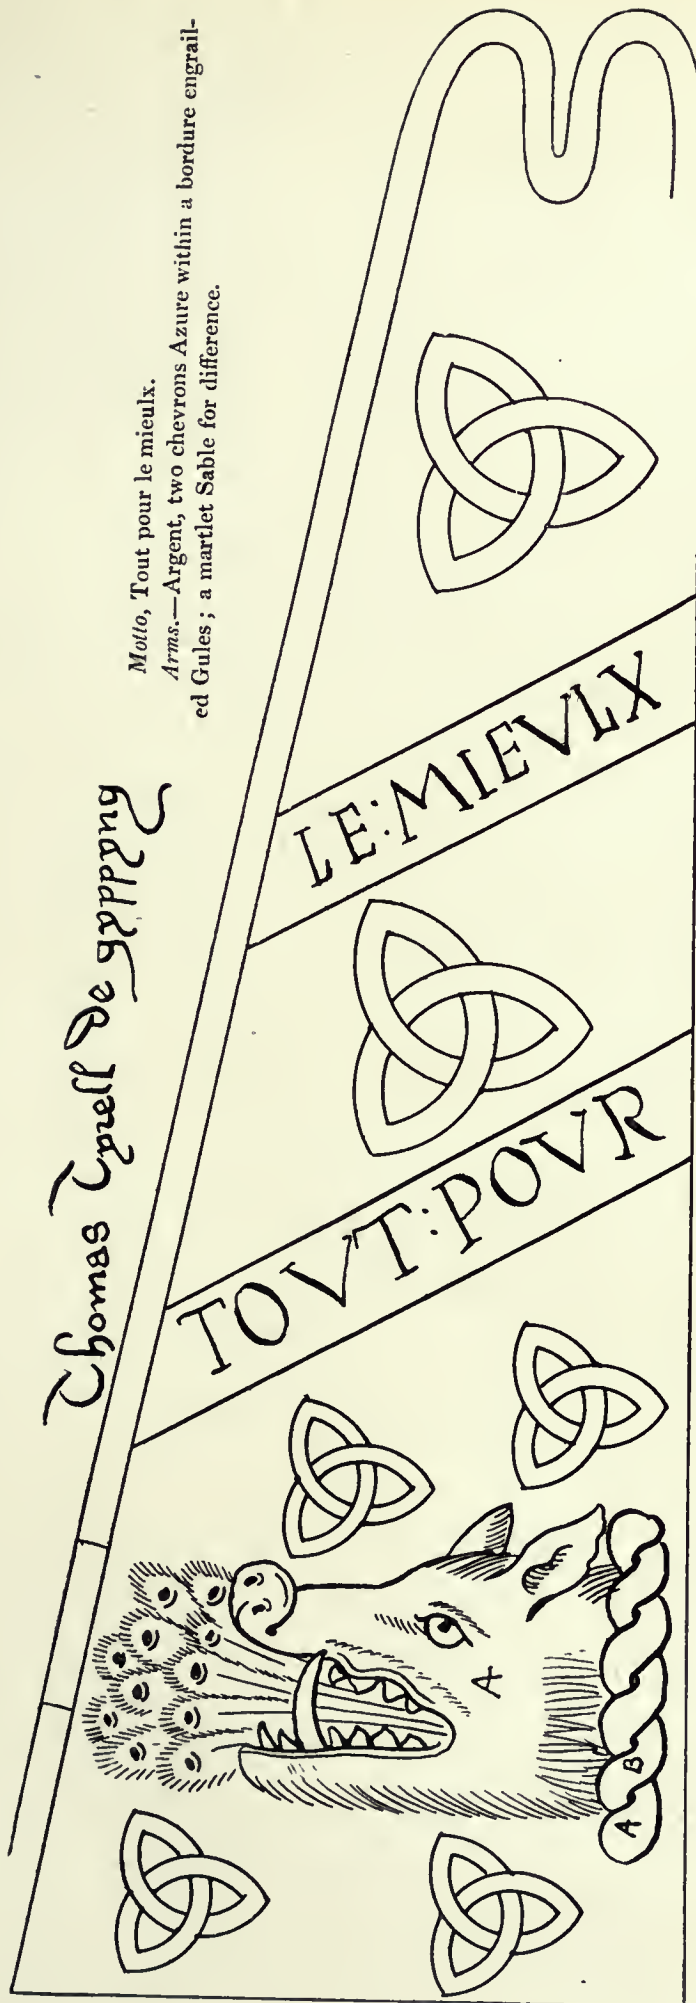 Thomas Tyrell De gyppyng
Motto, Tout pour le mieulx.
Arms.—Argent, two chevrons Azure within a bordure engrail-
ed Gules ; a martlet Sable for difference.
A
A B
TOVT:POVR
LE:MIEVLX